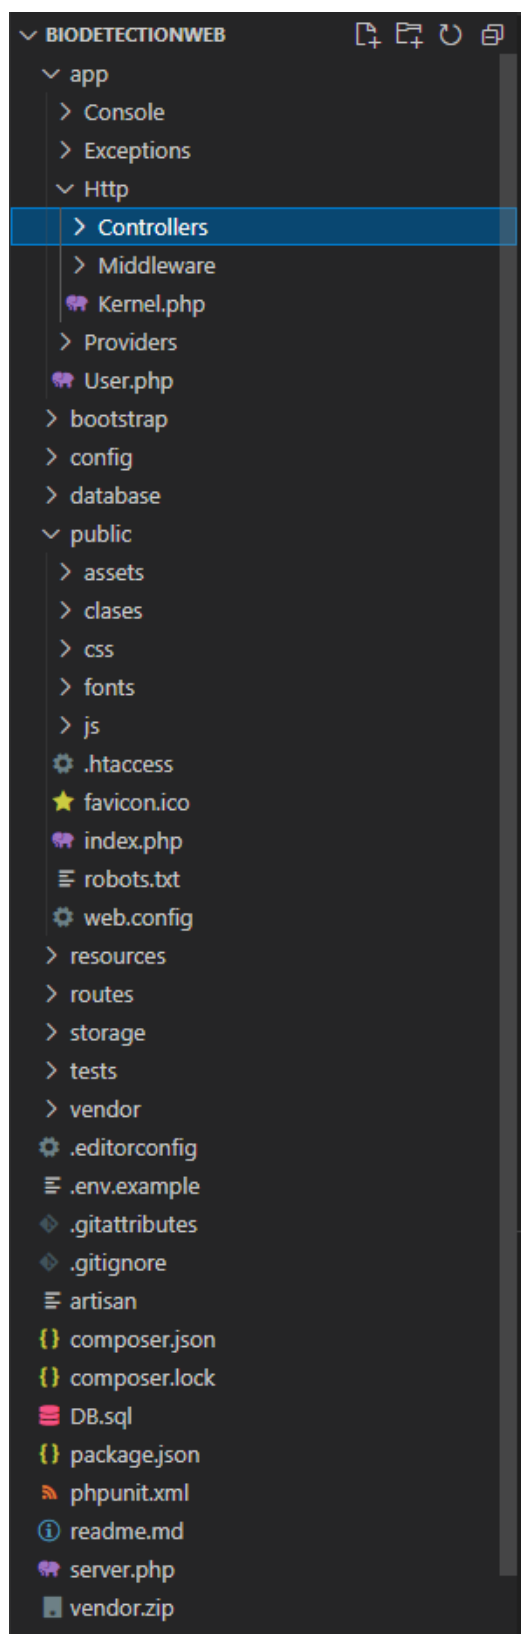 BIODETECTIONWEB
app
Console
Exceptions
Http
Controllers
Middleware
Kernel.php
Providers
User.php
bootstrap
config
database
public
assets
clases
css
fonts
js
.htaccess
favicon.ico
index.php
robots.txt
web.config
resources
routes
storage
tests
vendor
.editorconfig
.env.example
.gitattributes
.gitignore
artisan
composer.json
composer.lock
DB.sql
package.json
phpunit.xml
readme.md
server.php
vendor.zip